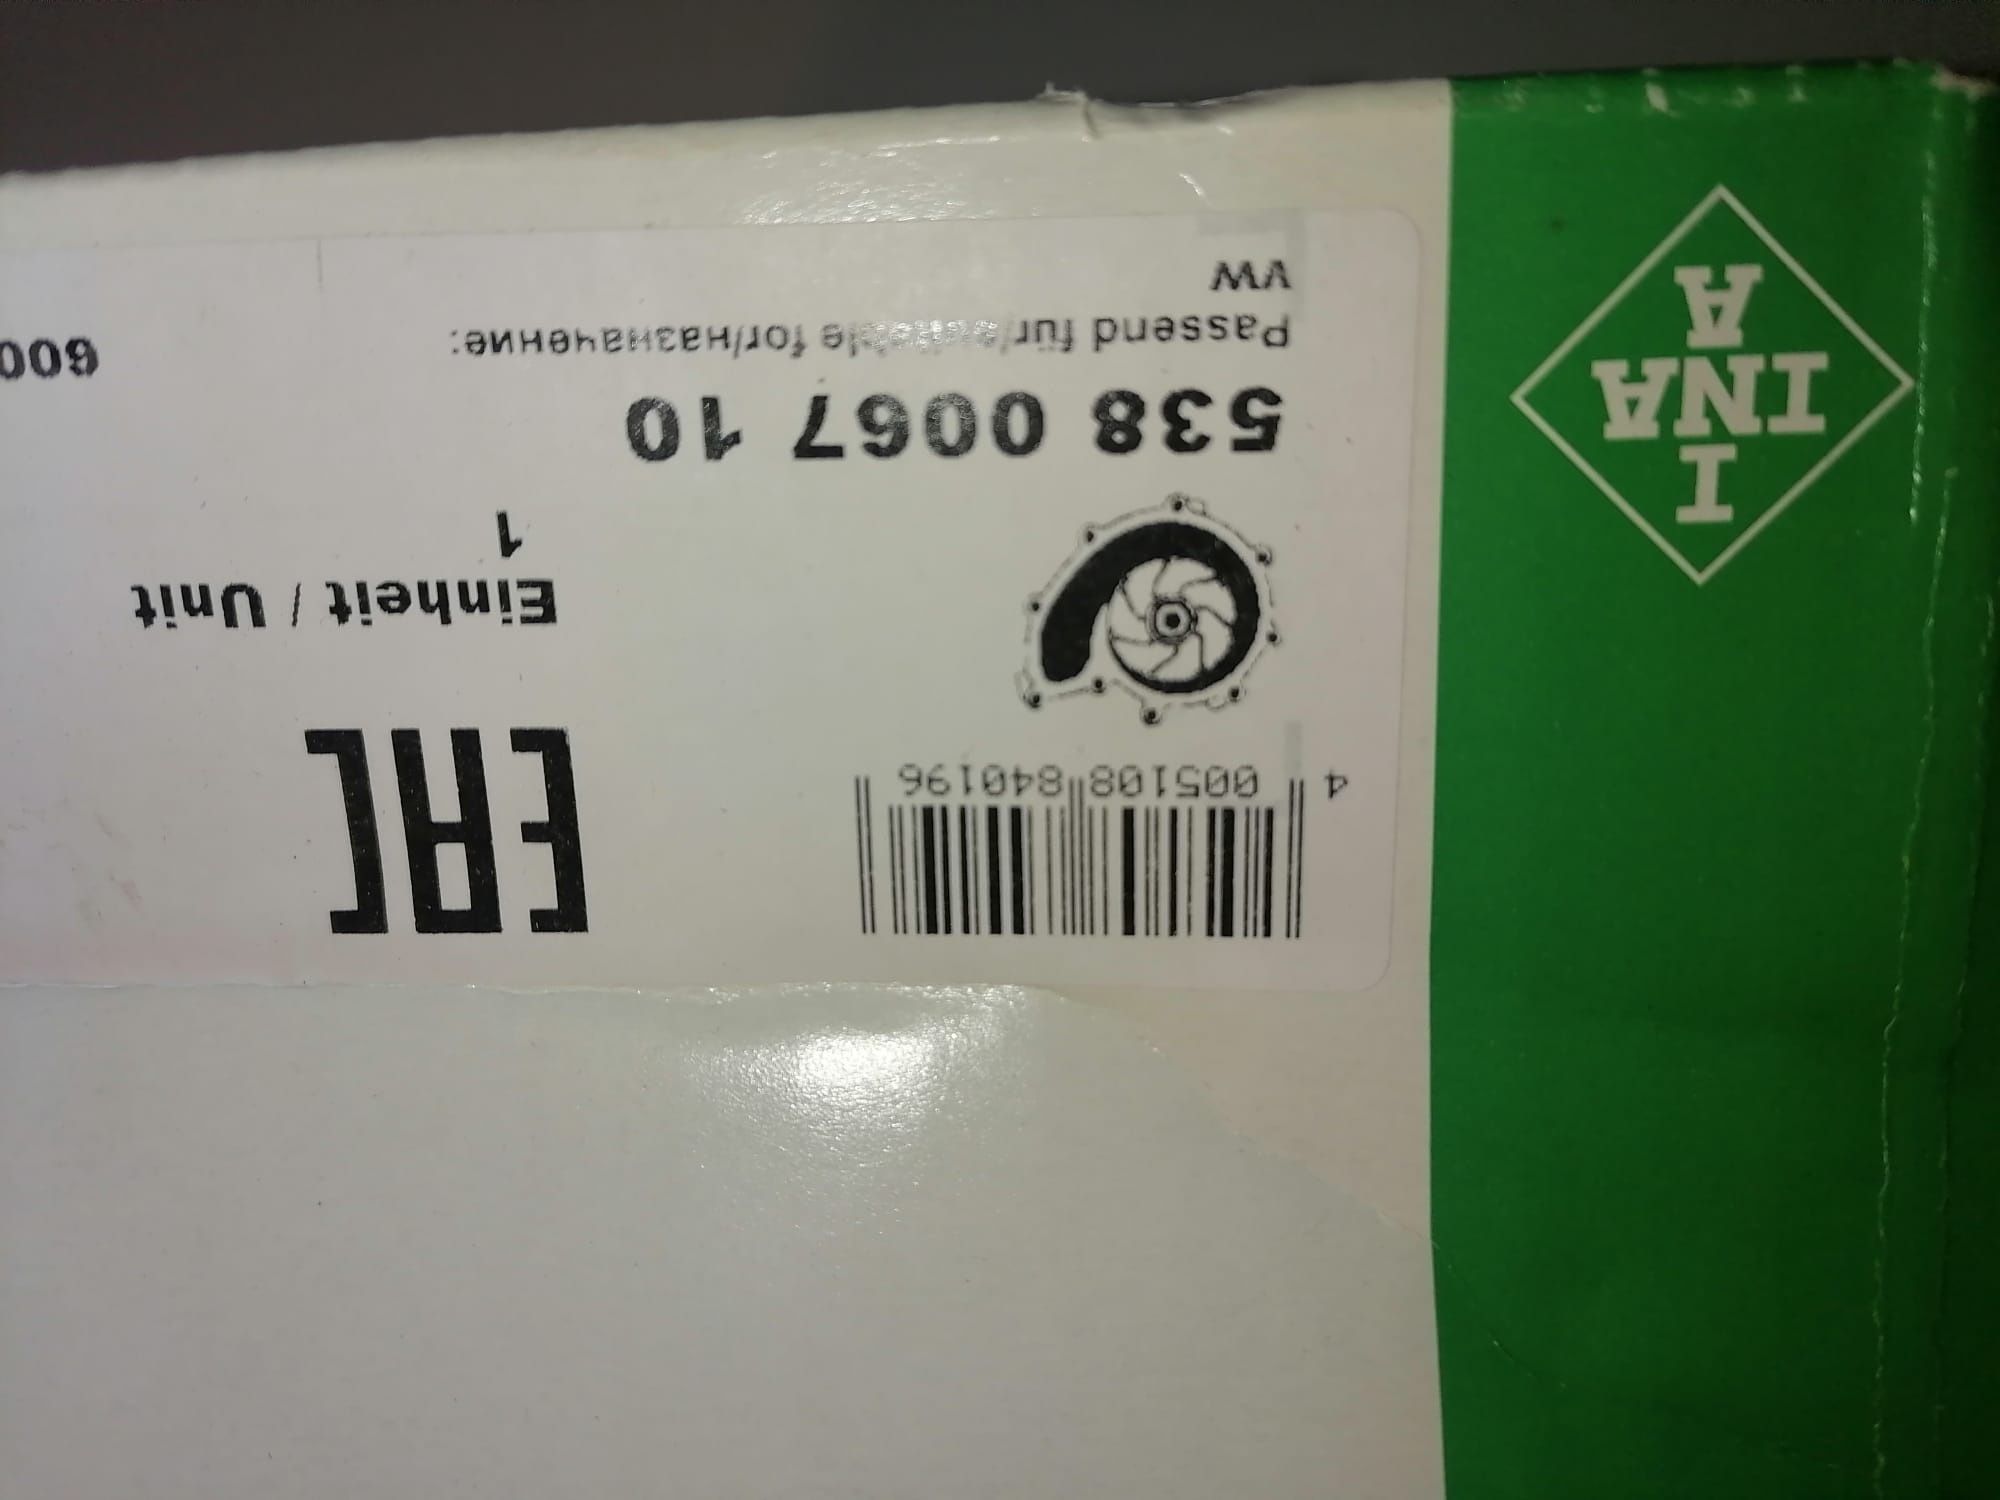 I
INA
A
4 005108 840196
EAC
Einheit / Unit
1
538 0067 10
Passend für/suitable for/назначение:
VW